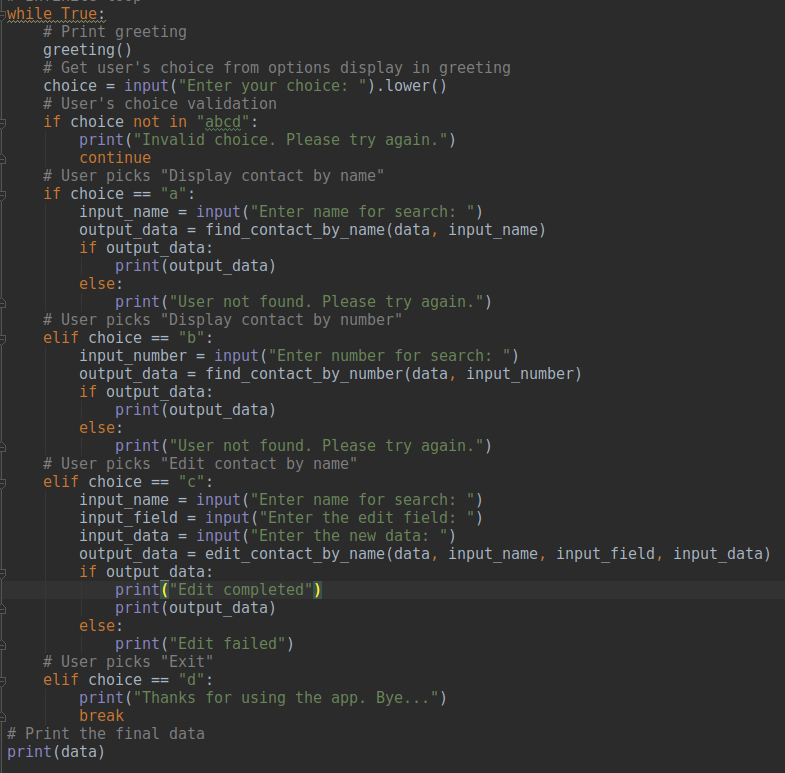 while True:
    # Print greeting
    greeting()
    # Get user's choice from options display in greeting
    choice = input("Enter your choice: ").lower()
    # User's choice validation
    if choice not in "abcd":
        print("Invalid choice. Please try again.")
        continue
    # User picks "Display contact by name"
    if choice == "a":
        input_name = input("Enter name for search: ")
        output_data = find_contact_by_name(data, input_name)
        if output_data:
            print(output_data)
        else:
            print("User not found. Please try again.")
    # User picks "Display contact by number"
    elif choice == "b":
        input_number = input("Enter number for search: ")
        output_data = find_contact_by_number(data, input_number)
        if output_data:
            print(output_data)
        else:
            print("User not found. Please try again.")
    # User picks "Edit contact by name"
    elif choice == "c":
        input_name = input("Enter name for search: ")
        input_field = input("Enter the edit field: ")
        input_data = input("Enter the new data: ")
        output_data = edit_contact_by_name(data, input_name, input_field, input_data)
        if output_data:
            print("Edit completed")
            print(output_data)
        else:
            print("Edit failed")
    # User picks "Exit"
    elif choice == "d":
        print("Thanks for using the app. Bye...")
        break
# Print the final data
print(data)